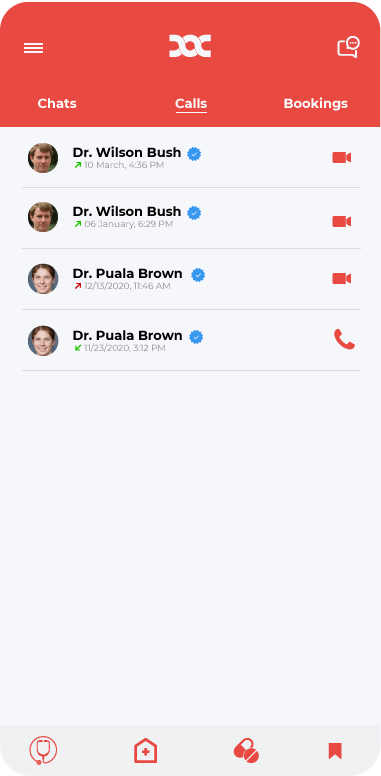 Chats Calls Bookings
Dr. Wilson Bush
10 March, 4:36 PM
Dr. Wilson Bush
06 January, 6:29 PM
Dr. Puala Brown
12/13/2020, 11:46 AM
Dr. Puala Brown
11/23/2020, 3:12 PM